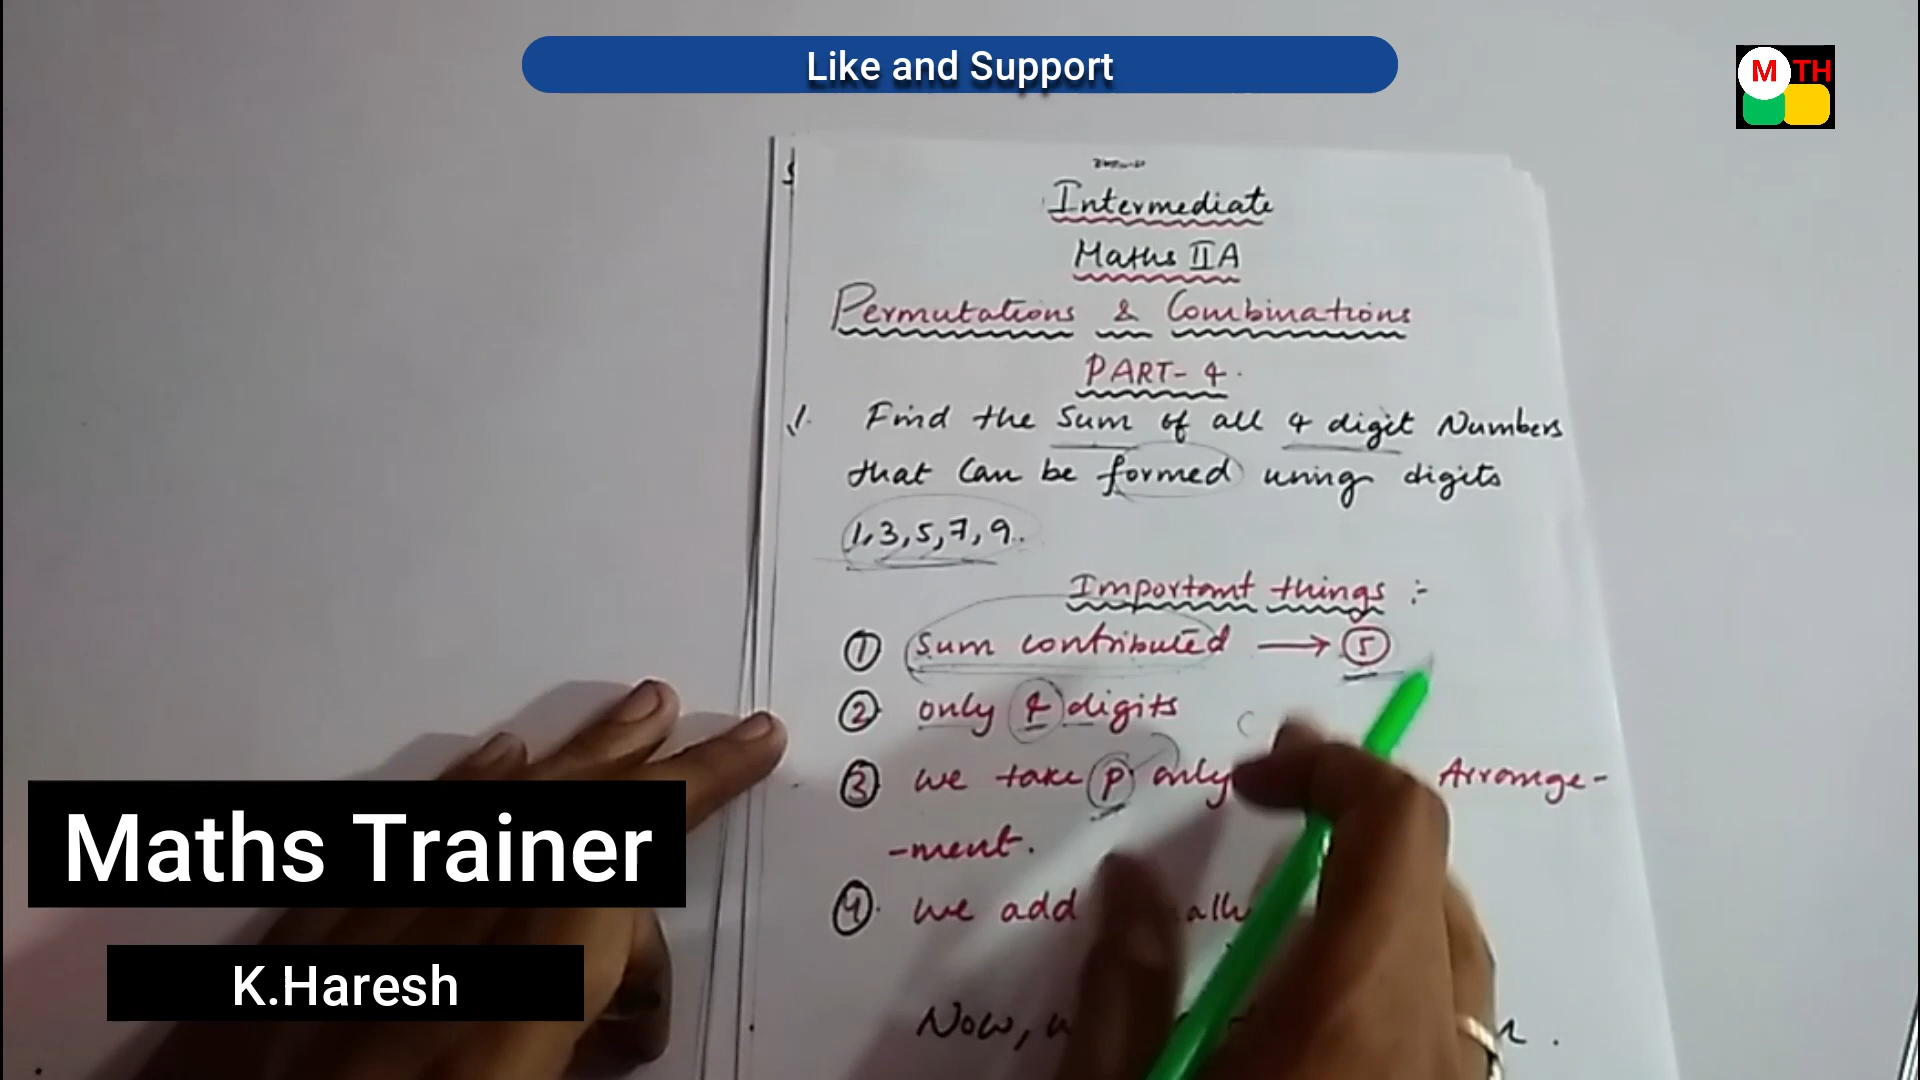 Like and Support
M TH
Intermediate
Maths IIA
Permutations & Combinations
PART-4.
1. Find the Sum of all 4 digit Numbers
that Can be formed using digits
1,3,5,7,9.
Important things :-
① Sum contributed → ⑤
② only 4 digits
③ we take p only Arrange-
-ment.
④. we add
Now,
Maths Trainer
K.Haresh